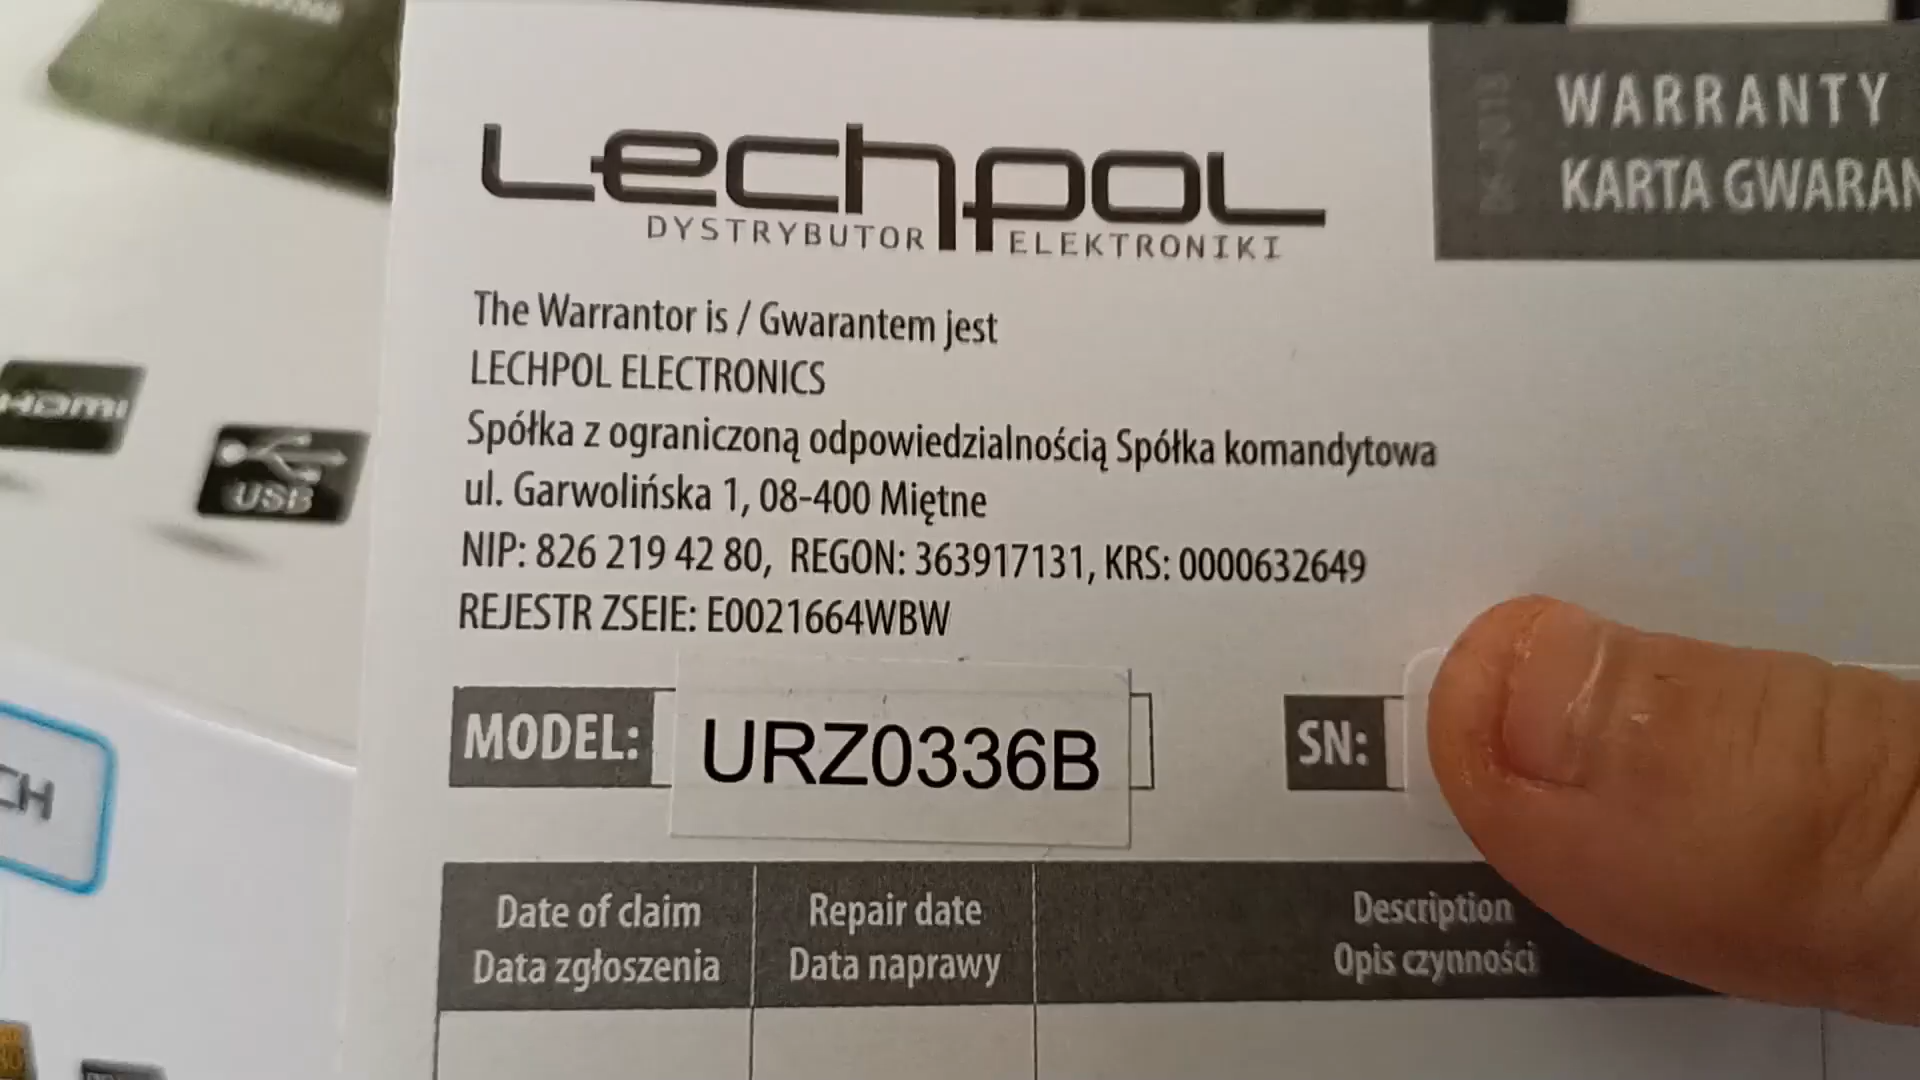 Lechpol
DYSTRYBUTOR ELEKTRONIKI
WARRANTY
KARTA GWARAN
The Warrantor is / Gwarantem jest
LECHPOL ELECTRONICS
Spółka z ograniczoną odpowiedzialnością Spółka komandytowa
ul. Garwolińska 1, 08-400 Miętne
NIP: 826 219 42 80, REGON: 363917131, KRS: 0000632649
REJESTR ZSEIE: E0021664WBW
HDMI
USB
MODEL: URZ0336B
SN:
CH
Date of claim
Data zgłoszenia
Repair date
Data naprawy
Description
Opis czynności